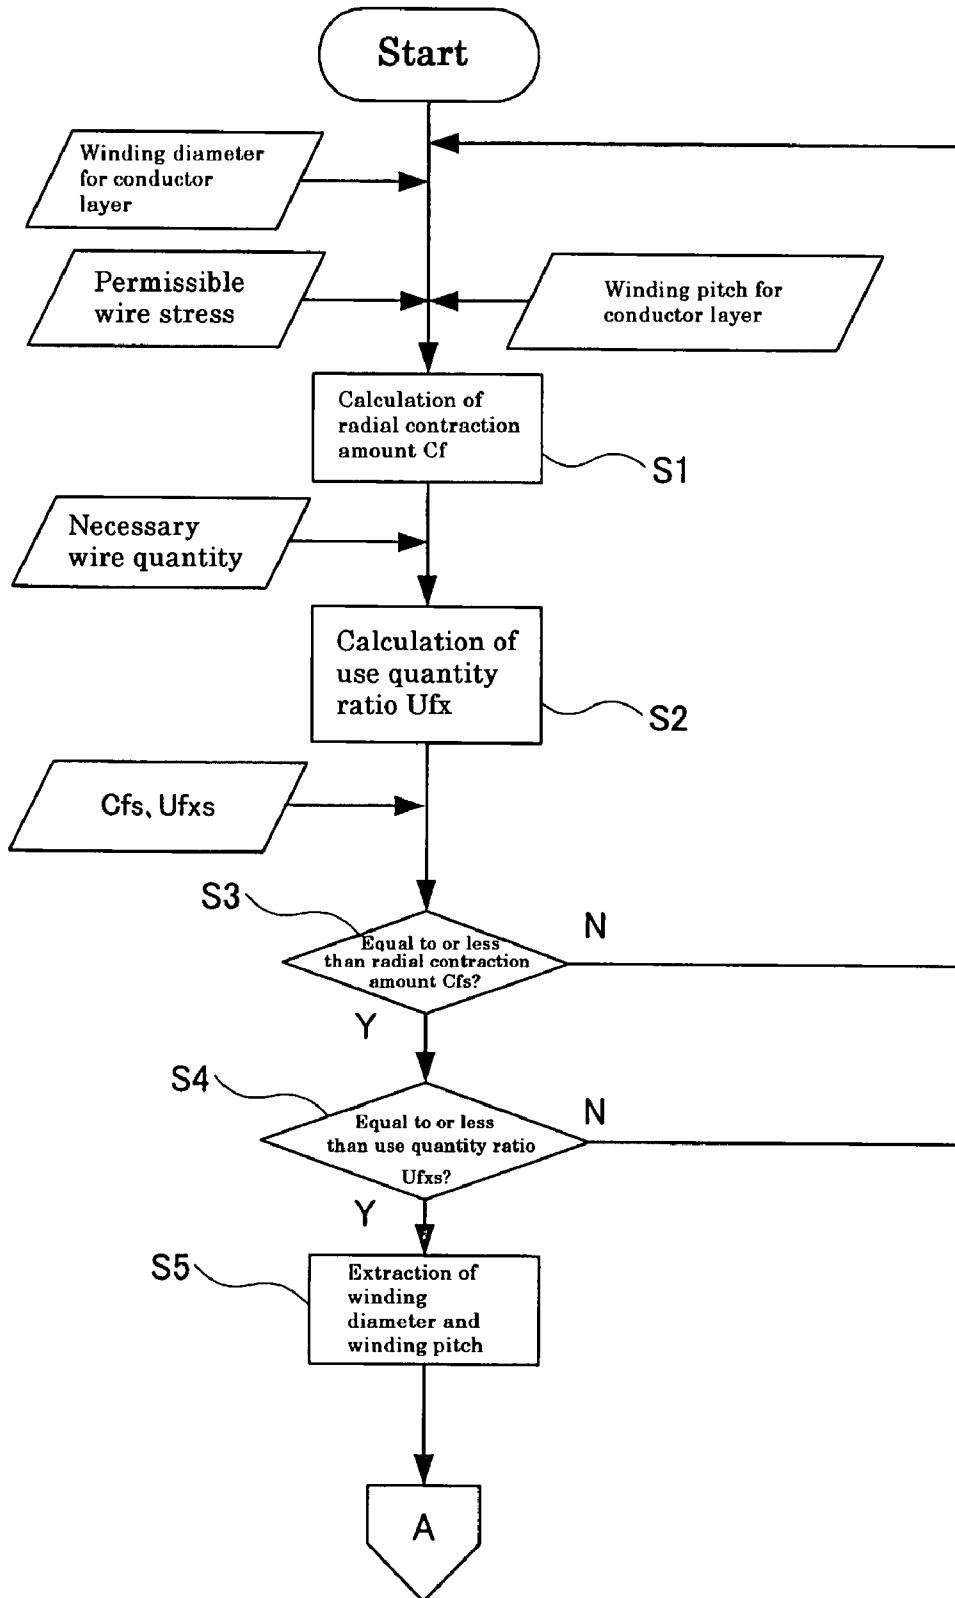 Start
Winding diameter
for conductor
layer
Permissible
wire stress
Winding pitch for
conductor layer
Calculation of
radial contraction
amount Cf
S1
Necessary
wire quantity
Calculation of
use quantity
ratio Ufx
S2
Cfs、Ufxs
S3
Equal to or less
than radial contraction
amount Cfs?
N
Y
S4
Equal to or less
than use quantity ratio
Ufxs?
N
Y
S5
Extraction of
winding
diameter and
winding pitch
A